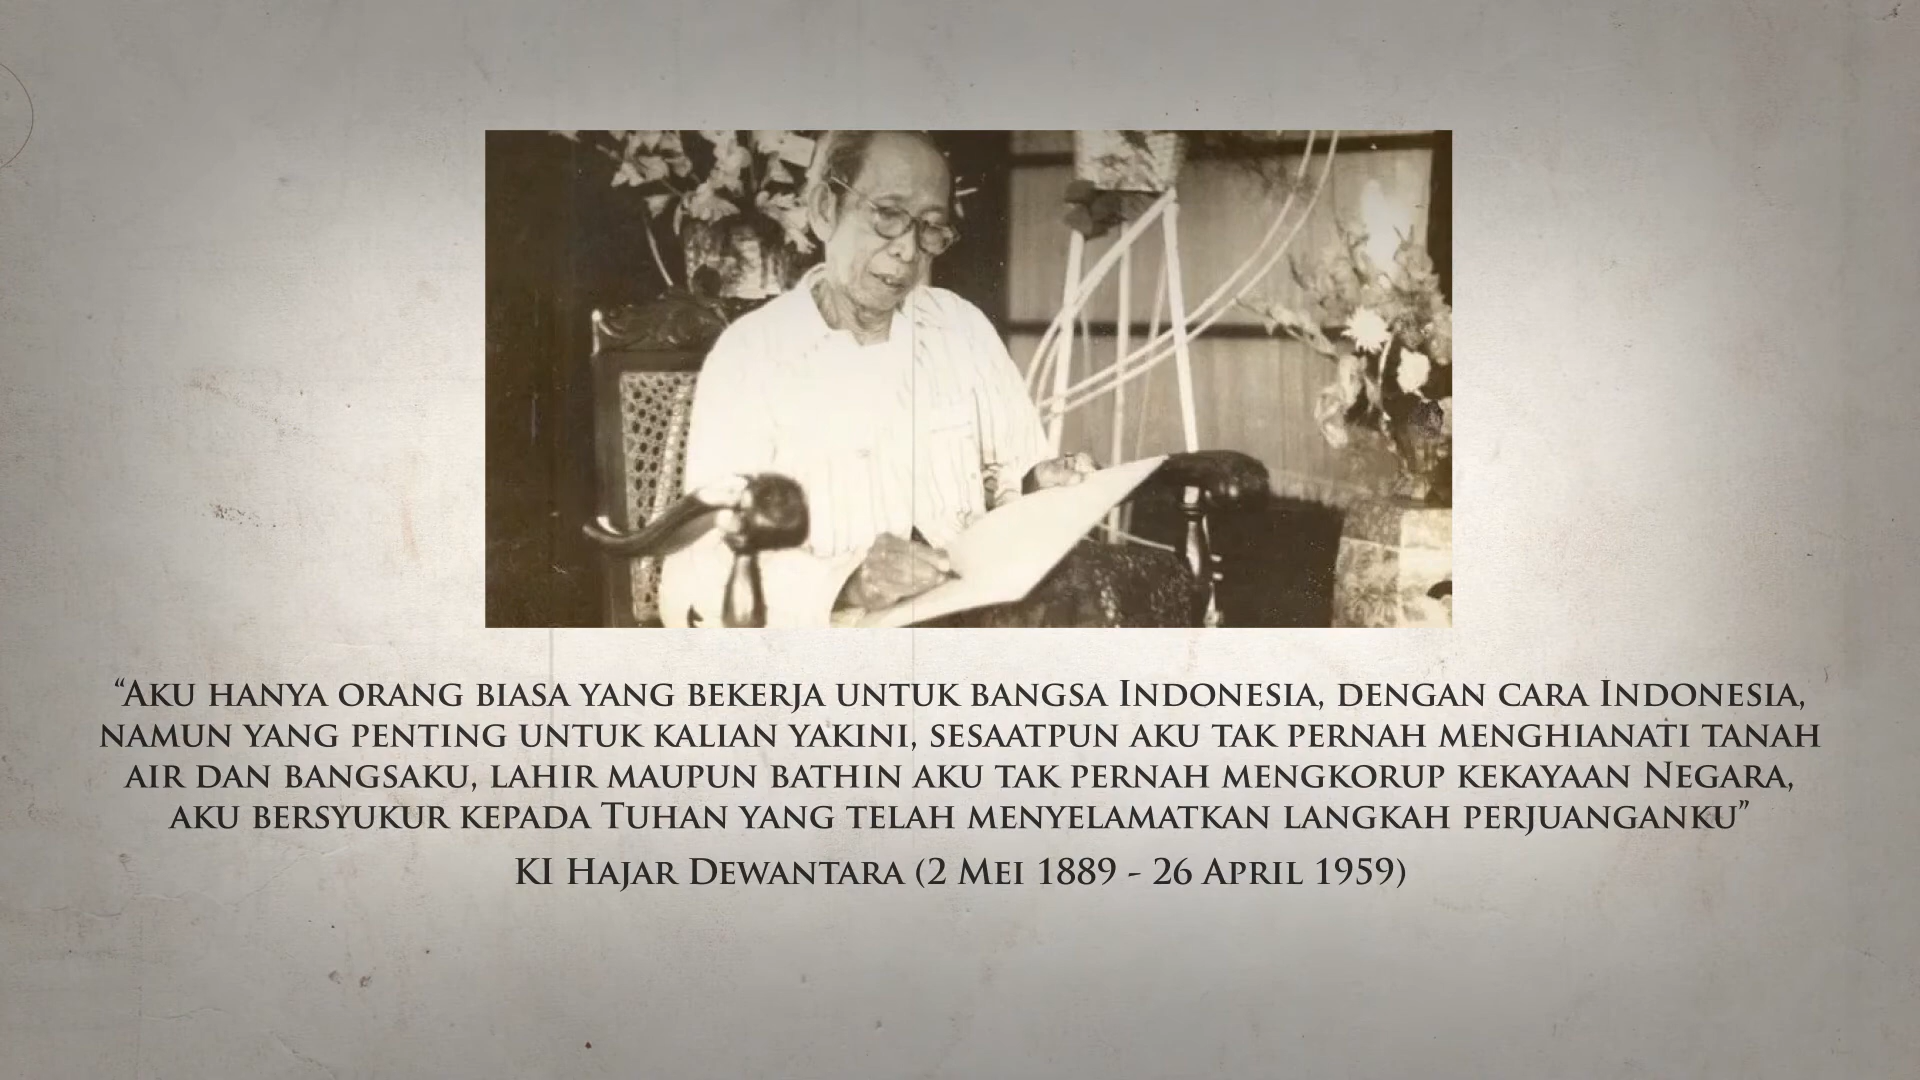 “Aku hanya orang biasa yang bekerja untuk bangsa Indonesia, dengan cara Indonesia,
namun yang penting untuk kalian yakini, sesaatpun aku tak pernah menghianati tanah
air dan bangsaku, lahir maupun bathin aku tak pernah mengkorup kekayaan Negara,
aku bersyukur kepada Tuhan yang telah menyelamatkan langkah perjuanganku”
KI Hajar Dewantara (2 Mei 1889 - 26 April 1959)